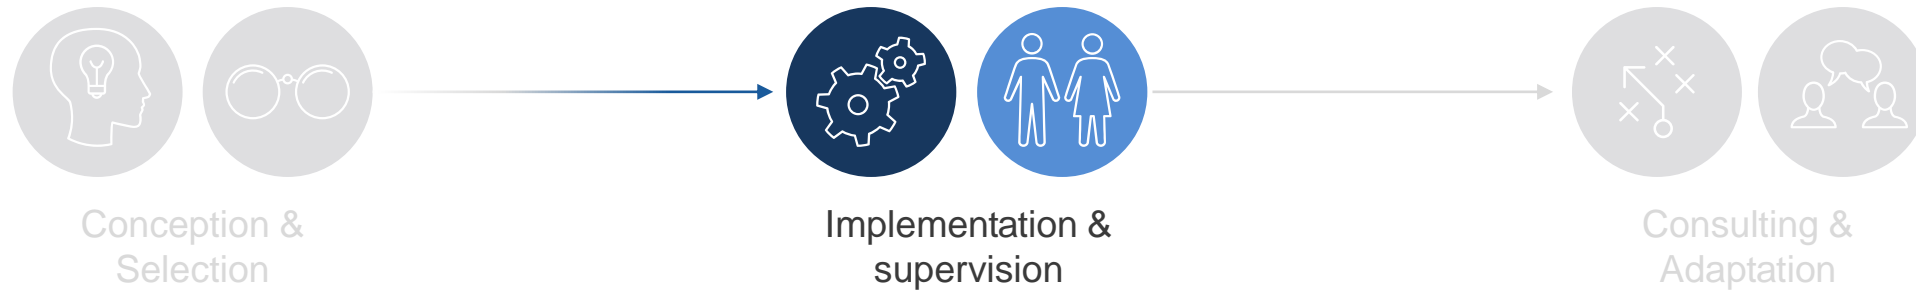 Conception &
Selection
Implementation &
supervision
Consulting &
Adaptation